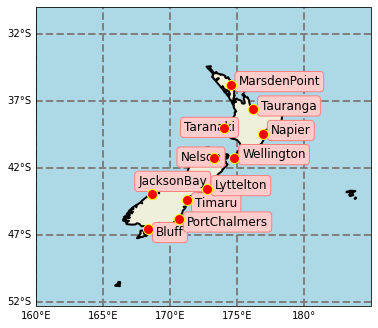 32°S
MarsdenPoint
37°S
Tauranga
Taranaki
Napier
Nelson
Wellington
42°S
JacksonBay
Lyttelton
Timaru
PortChalmers
Bluff
47°S
52°S
160°E 165°E 170°E 175°E 180°